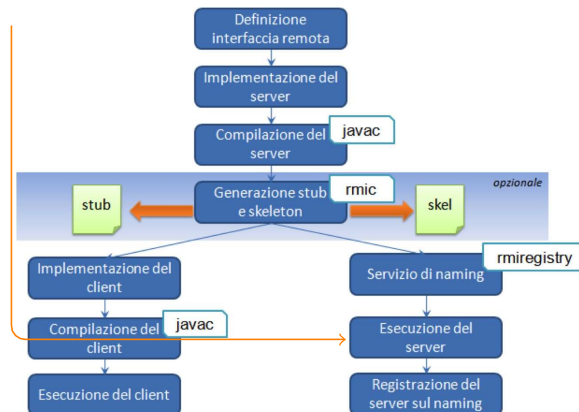 Definizione
interfaccia remota
Implementazione del
server
Compilazione del
server
javac
opzionale
Generazione stub
e skeleton
rmic
stub
skel
Implementazione del
client
Servizio di naming
rmiregistry
Compilazione del
client
javac
Esecuzione del
server
Esecuzione del client
Registrazione del
server sul naming